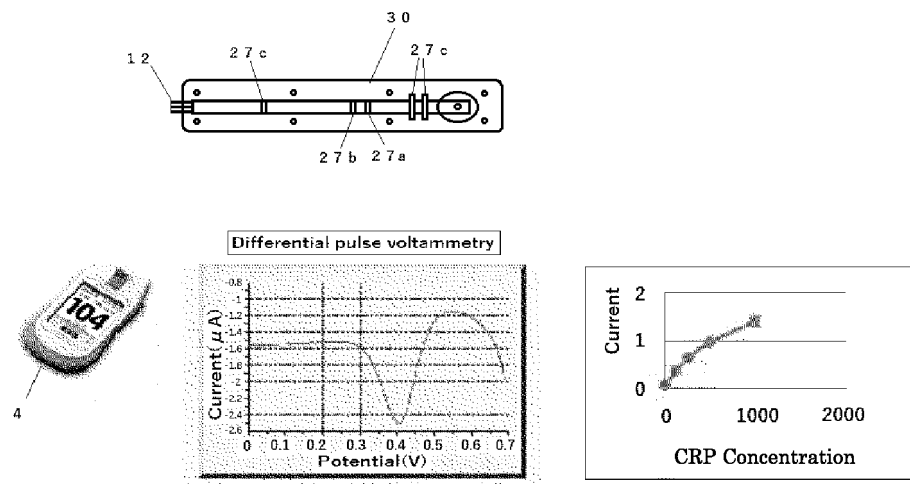 ３０
１２
２７ｃ
２７ｃ
２７ｂ
２７ａ
Differential pulse voltammetry
104
4
Current(μA)
-0.8
-1
-1.2
-1.4
-1.6
-1.8
-2
-2.2
-2.4
-2.6
0 0.1 0.2 0.3 0.4 0.5 0.6 0.7
Potential(V)
Current
2
1
0
0 1000 2000
CRP Concentration